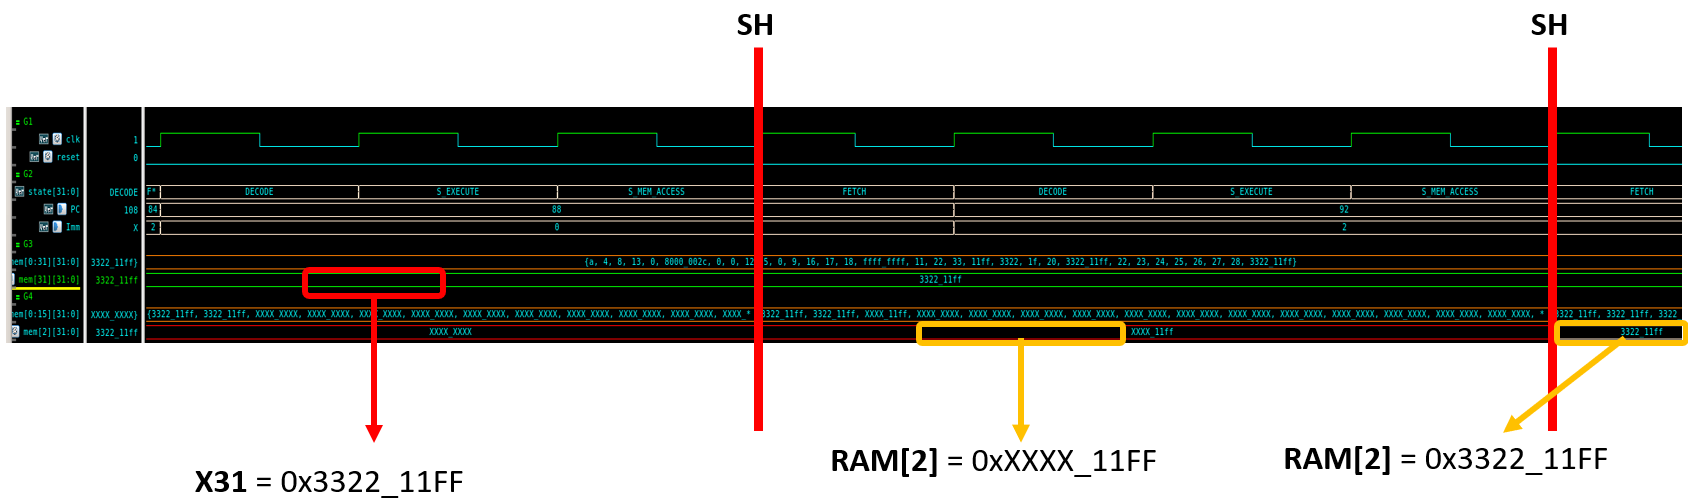 SH SH
G1
clk 1
reset 0
G2
state[31:0] DECODE F* DECODE S_EXECUTE S_MEM_ACCESS FETCH DECODE S_EXECUTE S_MEM_ACCESS FETCH
PC 108 84 88 92
Imm X 2 0 2
G3
em[0:31][31:0] 3322_11ff} {a, 4, 8, 13, 0, 8000_002c, 0, 0, 12 5, 0, 9, 16, 17, 18, ffff_ffff, 11, 22, 33, 11ff, 3322, 1f, 20, 3322_11ff, 22, 23, 24, 25, 26, 27, 28, 3322_11ff}
mem[31][31:0] 3322_11ff 3322_11ff
G4
em[0:15][31:0] XXXX_XXXX} {3322_11ff, 3322_11ff, XXXX_XXXX, XXXX_XXXX, XXXX_XXXX, XXXX_XXXX, XXXX_XXXX, XXXX_XXXX, XXXX_XXXX, XXXX_XXXX, XXXX_XXXX, XXXX_* 3322_11ff, 3322_11ff, XXXX_11ff, XXXX_XXXX, XXXX_XXXX, XXXX_XXXX, XXXX_XXXX, XXXX_XXXX, XXXX_XXXX, XXXX_XXXX, XXXX_XXXX, XXXX_XXXX, XXXX_XXXX, XXXX_XXXX, * 3322_11ff, 3322_11ff, 3322
mem[2][31:0] 3322_11ff XXXX_XXXX XXXX_11ff 3322_11ff
X31 = 0x3322_11FF
RAM[2] = 0xXXXX_11FF
RAM[2] = 0x3322_11FF